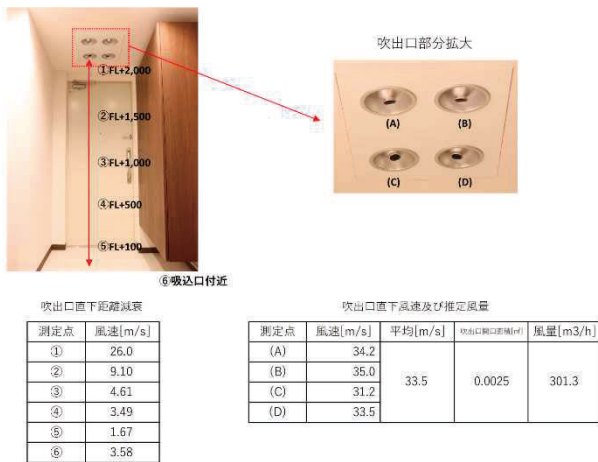 ①FL+2,000
②FL+1,500
③FL+1,000
④FL+500
⑤FL+100
⑥吸込口付近
吹出口部分拡大
(A) (B)
(C) (D)
吹出口直下距離減衰
測定点 風速[m/s]
① 26.0
② 9.10
③ 4.61
④ 3.49
⑤ 1.67
⑥ 3.58
吹出口直下風速及び推定風量
測定点 風速[m/s] 平均[m/s] 吹出口開口面積[㎡] 風量[m3/h]
(A) 34.2
(B) 35.0
(C) 31.2
(D) 33.5
33.5 0.0025 301.3